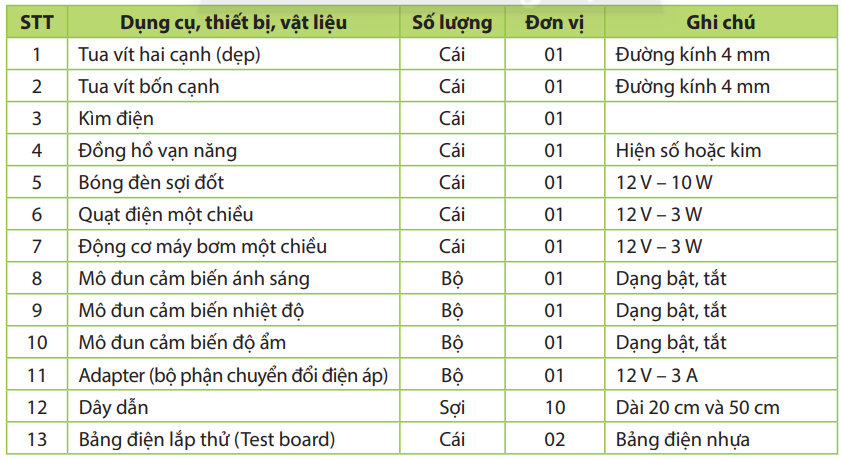 STT Dụng cụ, thiết bị, vật liệu Số lượng Đơn vị Ghi chú
1 Tua vít hai cạnh (dẹp) Cái 01 Đường kính 4 mm
2 Tua vít bốn cạnh Cái 01 Đường kính 4 mm
3 Kìm điện Cái 01
4 Đồng hồ vạn năng Cái 01 Hiện số hoặc kim
5 Bóng đèn sợi đốt Cái 01 12 V – 10 W
6 Quạt điện một chiều Cái 01 12 V – 3 W
7 Động cơ máy bơm một chiều Cái 01 12 V – 3 W
8 Mô đun cảm biến ánh sáng Bộ 01 Dạng bật, tắt
9 Mô đun cảm biến nhiệt độ Bộ 01 Dạng bật, tắt
10 Mô đun cảm biến độ ẩm Bộ 01 Dạng bật, tắt
11 Adapter (bộ phận chuyển đổi điện áp) Bộ 01 12 V – 3 A
12 Dây dẫn Sợi 10 Dài 20 cm và 50 cm
13 Bảng điện lắp thử (Test board) Cái 02 Bảng điện nhựa